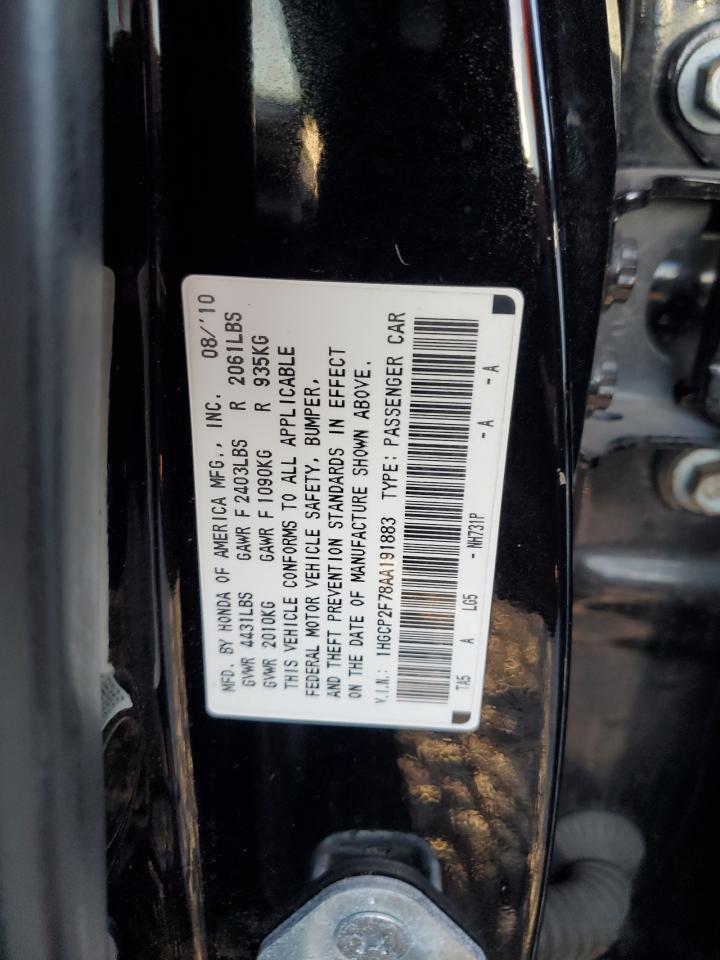 MFD. BY HONDA OF AMERICA MFG., INC. 08/'10
GVWR 4431LBS GAWR F 2403LBS R 2061LBS
GVWR 2010KG GAWR F 1090KG R 935KG
THIS VEHICLE CONFORMS TO ALL APPLICABLE
FEDERAL MOTOR VEHICLE SAFETY, BUMPER,
AND THEFT PREVENTION STANDARDS IN EFFECT
ON THE DATE OF MANUFACTURE SHOWN ABOVE.
V.I.N.: 1HGCP2F78AA191883 TYPE: PASSENGER CAR
TA5 A LG5 - NH731P - A - A